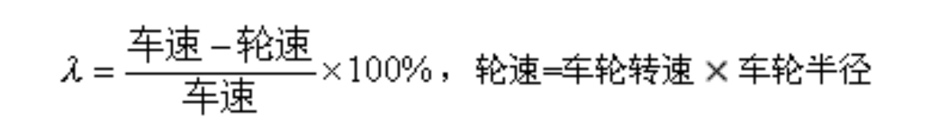 λ = (车速 − 轮速) / 车速 ×100%，轮速=车轮转速 × 车轮半径